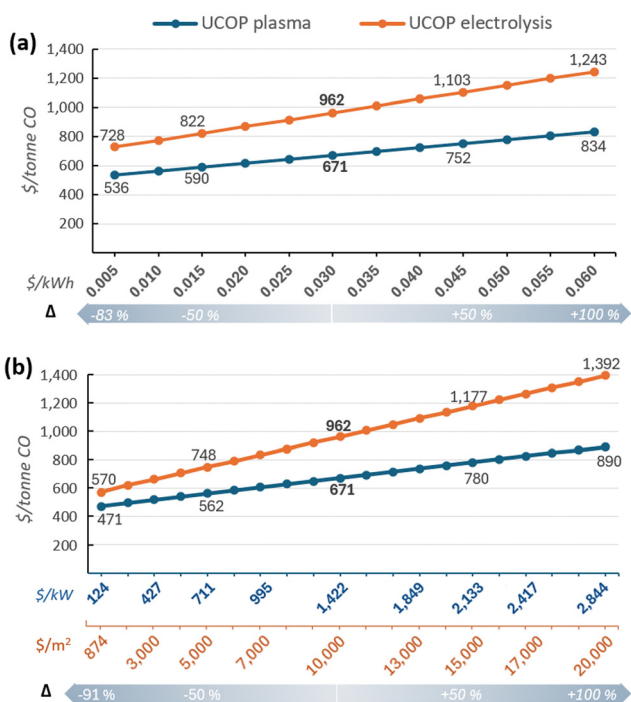 UCOP plasma UCOP electrolysis
(a)
$/tonne CO
1,400
1,200
1,000
800
600
400
200
728 822 962 1,103 1,243
536 590 671 752 834
$/kWh 0.005 0.010 0.015 0.020 0.025 0.030 0.035 0.040 0.045 0.050 0.055 0.060
Δ -83 % -50 % +50 % +100 %
(b)
$/tonne CO
1,400
1,200
1,000
800
600
400
200
570 748 962 1,177 1,392
471 562 671 780 890
$/kW 124 427 711 995 1,422 1,849 2,133 2,417 2,844
$/m² 874 3,000 5,000 7,000 10,000 13,000 15,000 17,000 20,000
Δ -91 % -50 % +50 % +100 %